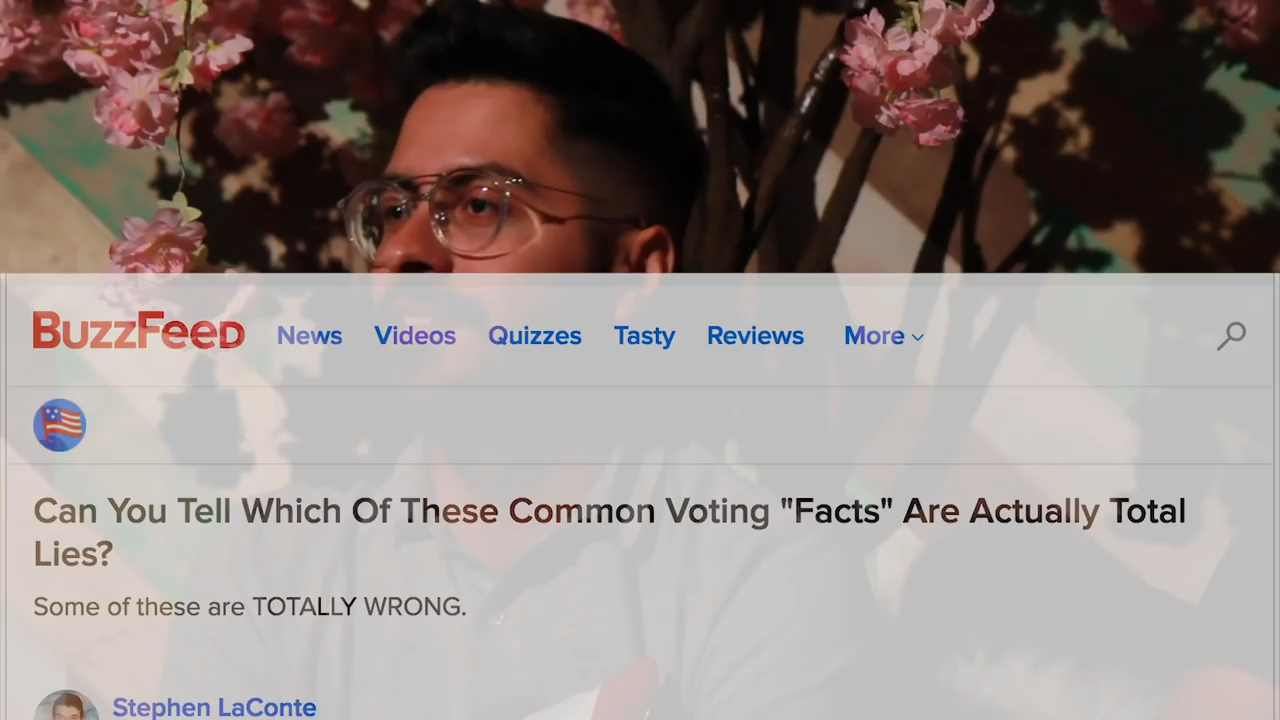 BuzzFeed News Videos Quizzes Tasty Reviews More
Can You Tell Which Of These Common Voting "Facts" Are Actually Total
Lies?
Some of these are TOTALLY WRONG.
Stephen LaConte